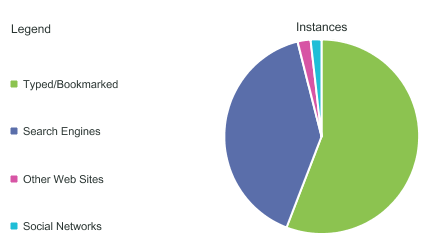 Legend
Instances
Typed/Bookmarked
Search Engines
Other Web Sites
Social Networks